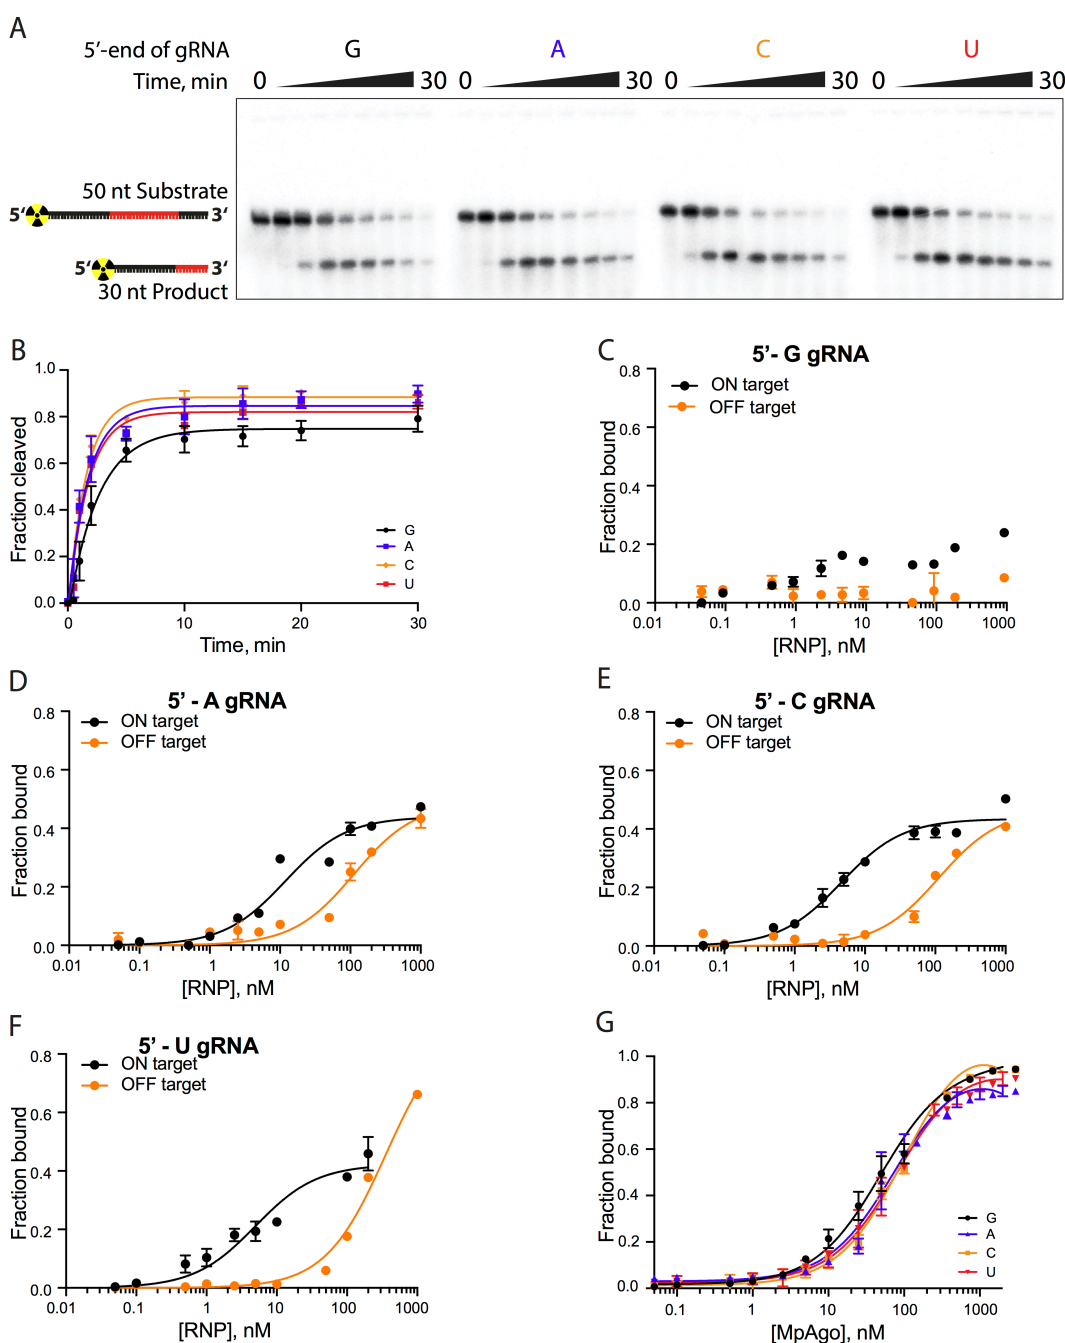 A
5'-end of gRNA G A C U
Time, min 0 30 0 30 0 30 0 30
50 nt Substrate
5' 3'
5' 3'
30 nt Product
B
1.0
0.8
0.6
0.4
0.2
0.0
Fraction cleaved
G
A
C
U
0 10 20 30
Time, min
C
5'- G gRNA
ON target
OFF target
0.8
0.6
0.4
0.2
0.0
Fraction bound
0.01 0.1 1 10 100 1000
[RNP], nM
D
5' - A gRNA
ON target
OFF target
0.8
0.6
0.4
0.2
0.0
Fraction bound
0.01 0.1 1 10 100 1000
[RNP], nM
E
5' - C gRNA
ON target
OFF target
0.8
0.6
0.4
0.2
0.0
Fraction bound
0.01 0.1 1 10 100 1000
[RNP], nM
F
5' - U gRNA
ON target
OFF target
0.8
0.6
0.4
0.2
0.0
Fraction bound
0.01 0.1 1 10 100 1000
[RNP], nM
G
1.0
0.8
0.6
0.4
0.2
0.0
Fraction bound
G
A
C
U
0.1 1 10 100 1000
[MpAgo], nM